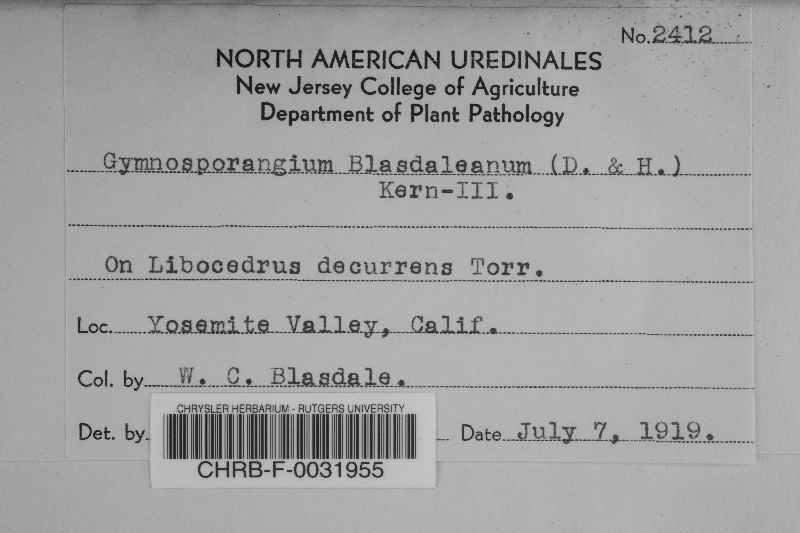 No. 2412
NORTH AMERICAN UREDINALES
New Jersey College of Agriculture
Department of Plant Pathology
Gymnosporangium Blasdaleanum (D. & H.)
Kern-III.
On Libocedrus decurrens Torr.
Loc. Yosemite Valley, Calif.
Col. by W. C. Blasdale.
Det. by Date July 7, 1919.
CHRYSLER HERBARIUM - RUTGERS UNIVERSITY
CHRB-F-0031955